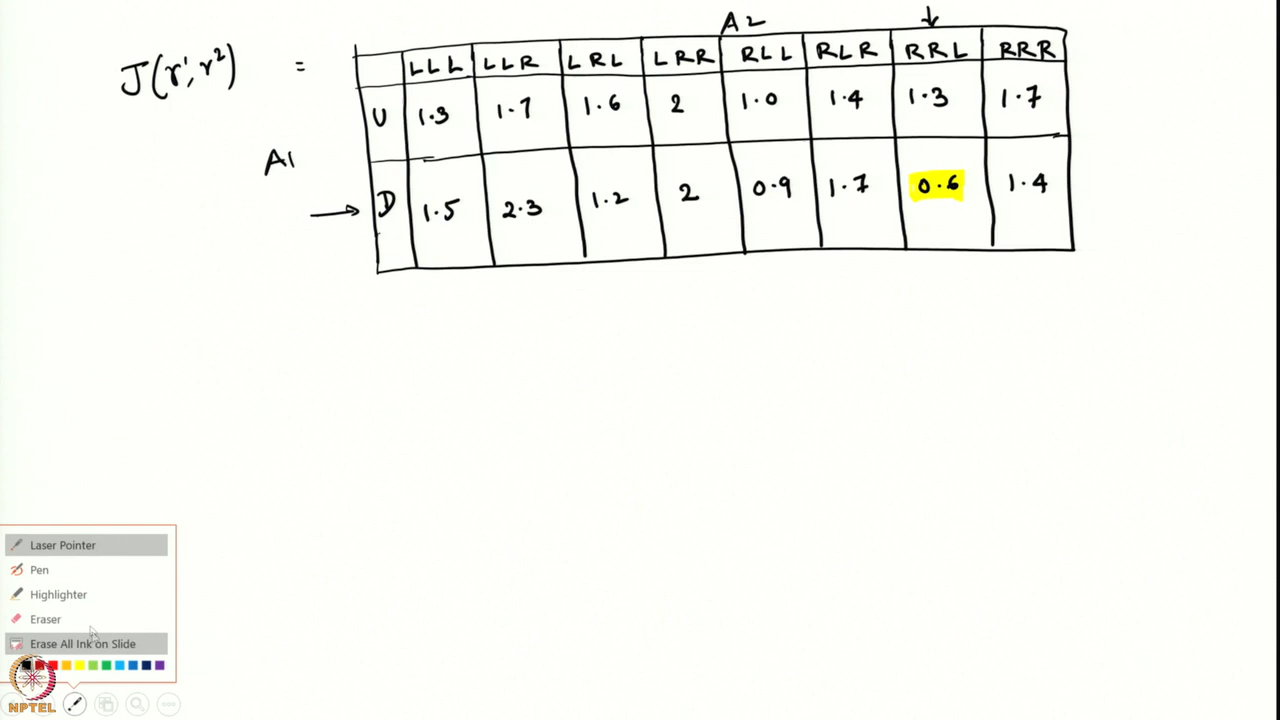 A2 ↓
J(r¹, r²) = LLL LLR LRL LRR RLL RLR RRL RRR
U 1.3 1.7 1.6 2 1.0 1.4 1.3 1.7
A1
→ D 1.5 2.3 1.2 2 0.9 1.7 0.6 1.4
Laser Pointer
Pen
Highlighter
Eraser
Erase All Ink on Slide
NPTEL